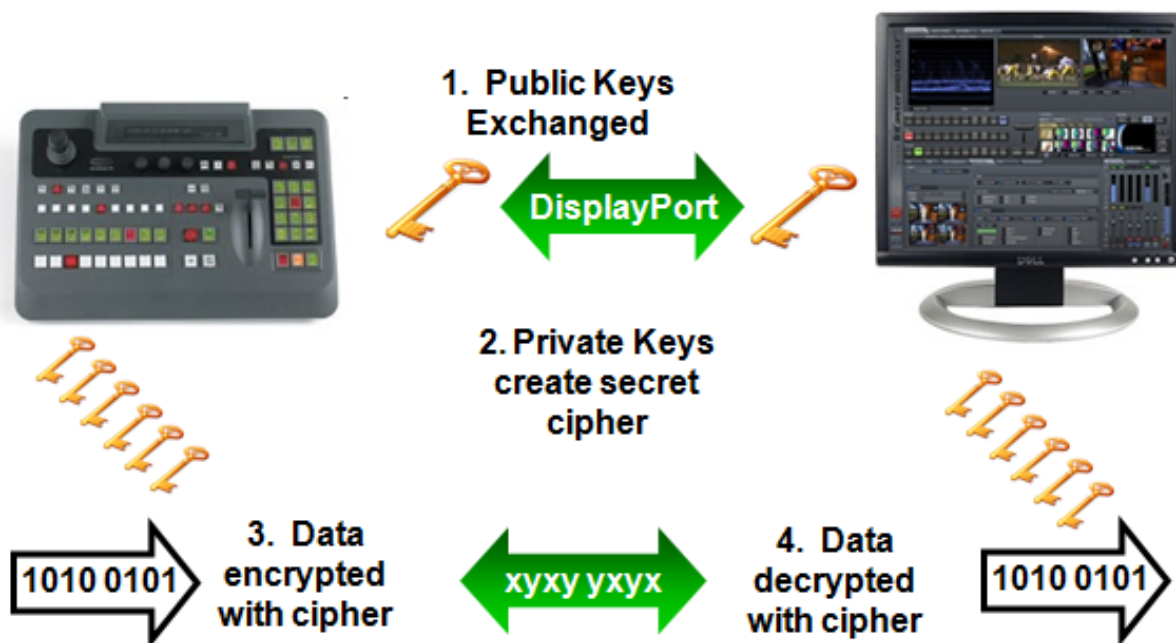 1. Public Keys
Exchanged
DisplayPort
DELL
2. Private Keys
create secret
cipher
3. Data
encrypted
with cipher
4. Data
decrypted
with cipher
1010 0101
xyxy yxyx
1010 0101